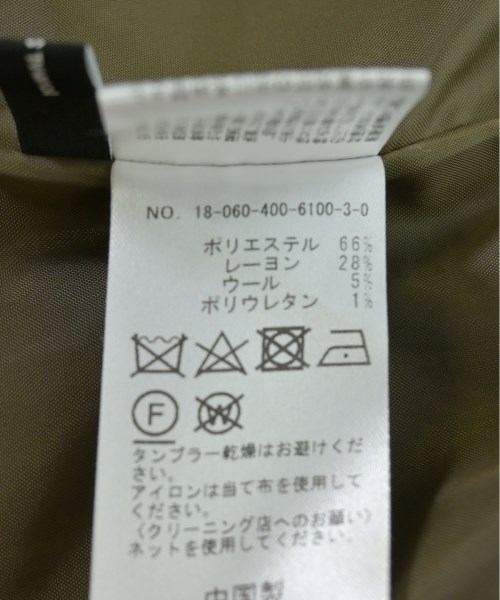 NO. 18-060-400-6100-3-0
ポリエステル 66%
レーヨン 28%
ウール 5%
ポリウレタン 1%
F
W
タンブラー乾燥はお避けくだ
さい。
アイロンは当て布を使用して
ください。
〈クリーニング店へのお願い〉
ネットを使用してください。
中国製